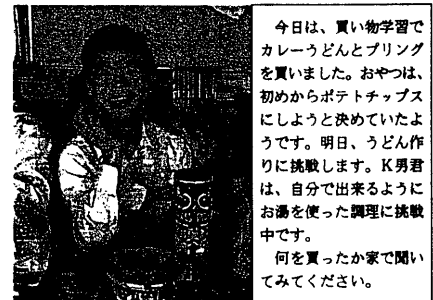 今日は、買い物学習で
カレーうどんとプリング
を買いました。おやつは、
初めからポテトチップス
にしようと決めていたよ
うです。明日、うどん作
りに挑戦します。K男君
は、自分で出来るように
お湯を使った調理に挑戦
中です。
何を買ったか家で聞い
てみてください。